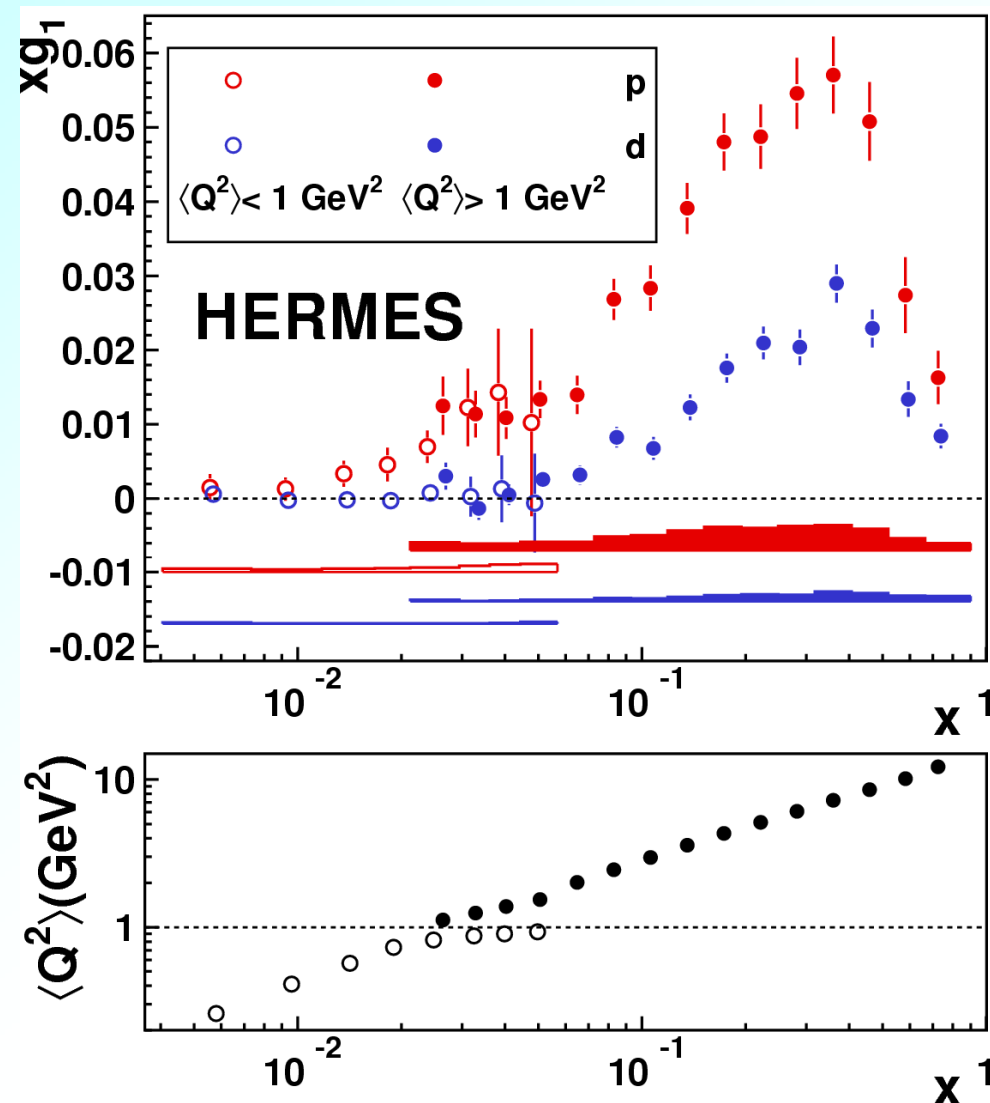 xg₁
0.06
0.05
0.04
0.03
0.02
0.01
0
-0.01
-0.02
p
d
⟨Q²⟩< 1 GeV² ⟨Q²⟩> 1 GeV²
HERMES
10⁻² 10⁻¹ 1
x
⟨Q²⟩(GeV²)
10
1
10⁻² 10⁻¹ 1
x